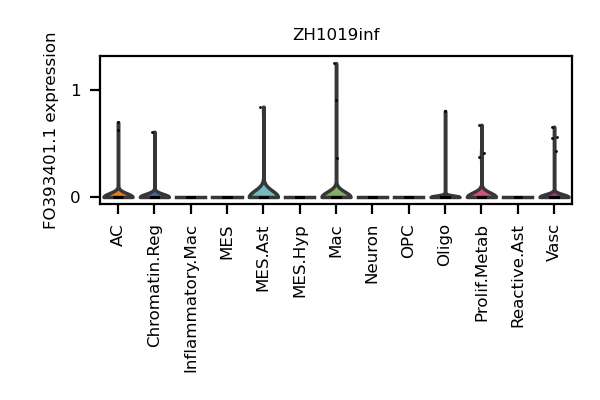 ZH1019inf
FO393401.1 expression
1
0
AC
Chromatin.Reg
Inflammatory.Mac
MES
MES.Ast
MES.Hyp
Mac
Neuron
OPC
Oligo
Prolif.Metab
Reactive.Ast
Vasc